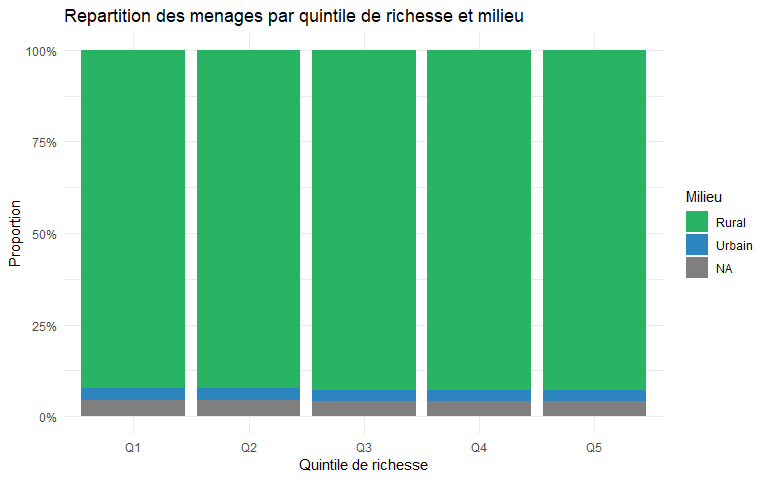 Repartition des menages par quintile de richesse et milieu
Proportion
100%
75%
50%
25%
0%
Q1 Q2 Q3 Q4 Q5
Quintile de richesse
Milieu
Rural
Urbain
NA